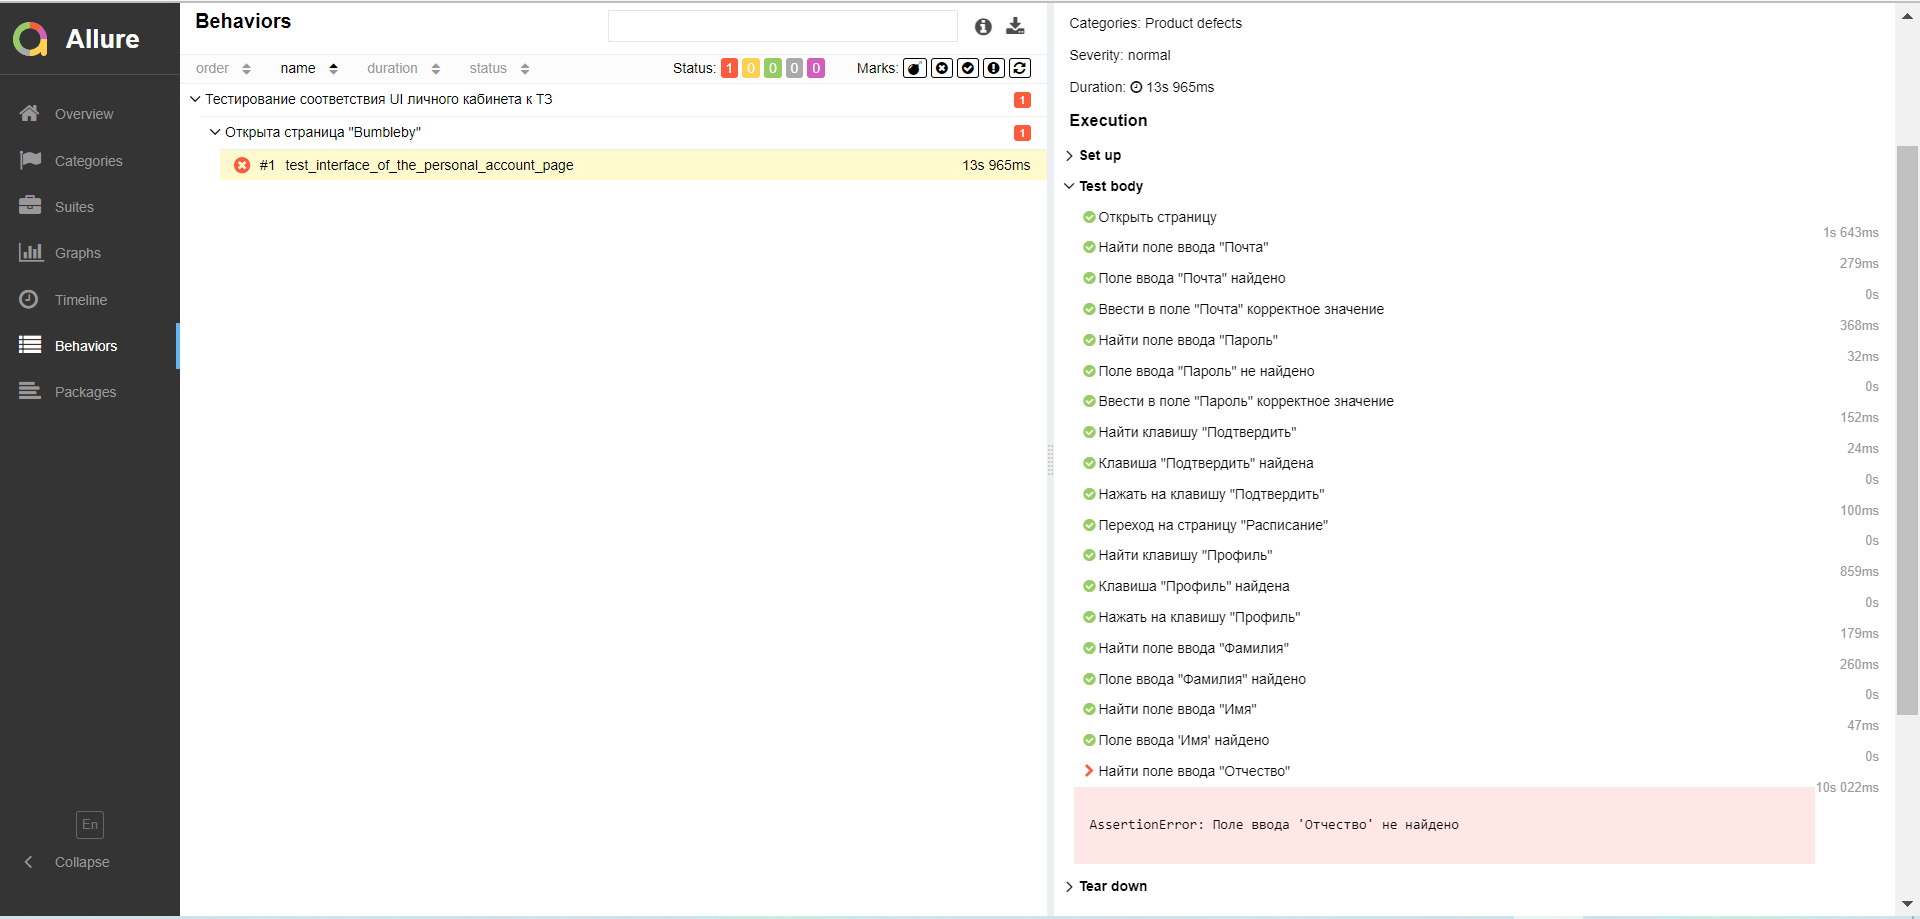 Allure
Overview
Categories
Suites
Graphs
Timeline
Behaviors
Packages
En
Collapse
Behaviors
order name duration status Status: 1 0 0 0 0 Marks:
Тестирование соответствия UI личного кабинета к ТЗ 1
Открыта страница "Bumbleby" 1
#1 test_interface_of_the_personal_account_page 13s 965ms
Categories: Product defects
Severity: normal
Duration: 13s 965ms
Execution
Set up
Test body
Открыть страницу
1s 643ms
Найти поле ввода "Почта"
279ms
Поле ввода "Почта" найдено
0s
Ввести в поле "Почта" корректное значение
368ms
Найти поле ввода "Пароль"
32ms
Поле ввода "Пароль" не найдено
0s
Ввести в поле "Пароль" корректное значение
152ms
Найти клавишу "Подтвердить"
24ms
Клавиша "Подтвердить" найдена
0s
Нажать на клавишу "Подтвердить"
100ms
Переход на страницу "Расписание"
0s
Найти клавишу "Профиль"
859ms
Клавиша "Профиль" найдена
0s
Нажать на клавишу "Профиль"
179ms
Найти поле ввода "Фамилия"
260ms
Поле ввода "Фамилия" найдено
0s
Найти поле ввода "Имя"
47ms
Поле ввода 'Имя' найдено
0s
Найти поле ввода "Отчество"
10s 022ms
AssertionError: Поле ввода 'Отчество' не найдено
Tear down